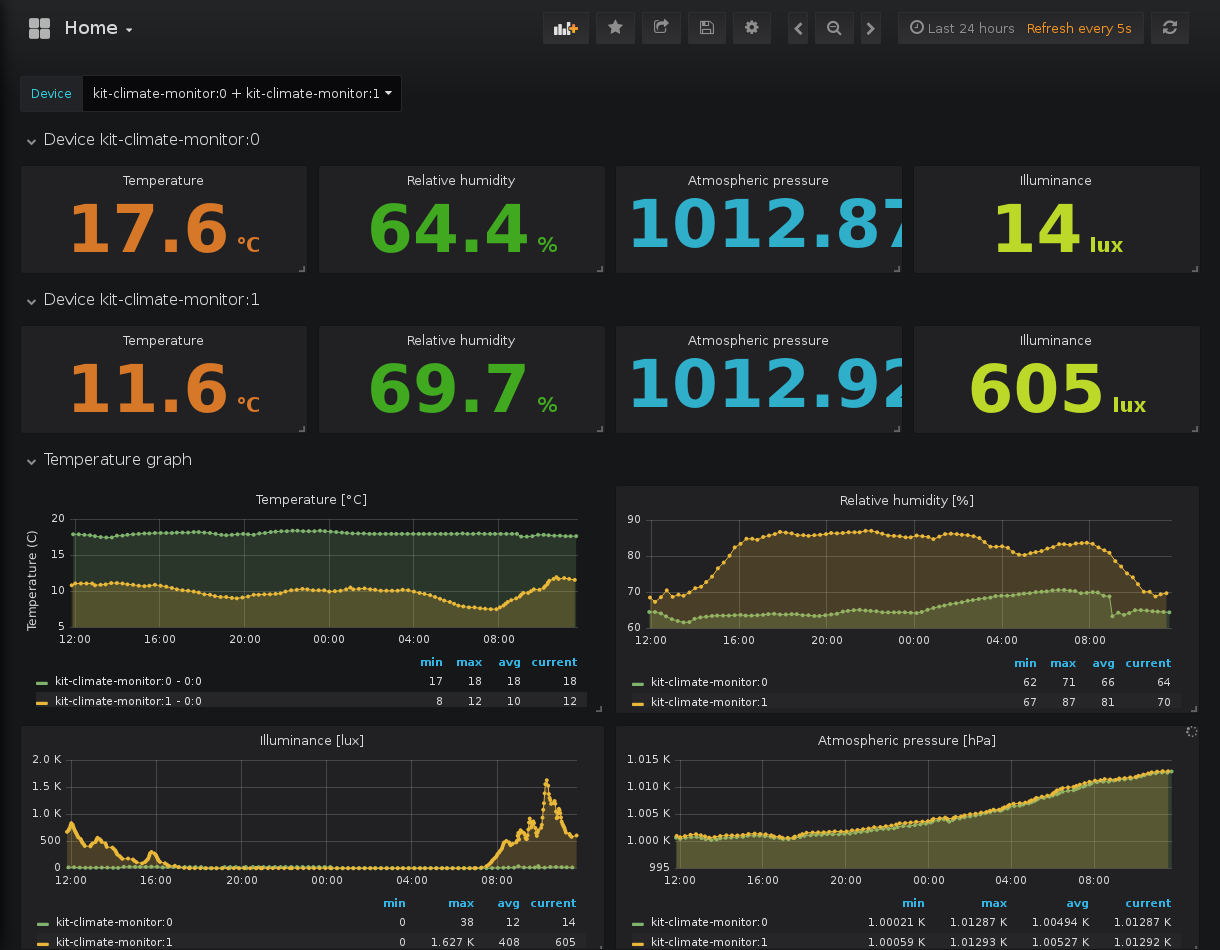 Home
Last 24 hours Refresh every 5s
Device kit-climate-monitor:0 + kit-climate-monitor:1
Device kit-climate-monitor:0
Temperature Relative humidity Atmospheric pressure Illuminance
17.6 °C 64.4 % 1012.87 14 lux
Device kit-climate-monitor:1
Temperature Relative humidity Atmospheric pressure Illuminance
11.6 °C 69.7 % 1012.92 605 lux
Temperature graph
Temperature [°C]
Temperature (C)
20
15
10
5
12:00 16:00 20:00 00:00 04:00 08:00
min max avg current
kit-climate-monitor:0 - 0:0 17 18 18 18
kit-climate-monitor:1 - 0:0 8 12 10 12
Relative humidity [%]
90
80
70
60
12:00 16:00 20:00 00:00 04:00 08:00
min max avg current
kit-climate-monitor:0 62 71 66 64
kit-climate-monitor:1 67 87 81 70
Illuminance [lux]
2.0 K
1.5 K
1.0 K
500
0
12:00 16:00 20:00 00:00 04:00 08:00
min max avg current
kit-climate-monitor:0 0 38 12 14
kit-climate-monitor:1 0 1.627 K 408 605
Atmospheric pressure [hPa]
1.015 K
1.010 K
1.005 K
1.000 K
995
12:00 16:00 20:00 00:00 04:00 08:00
min max avg current
kit-climate-monitor:0 1.00021 K 1.01287 K 1.00494 K 1.01287 K
kit-climate-monitor:1 1.00059 K 1.01293 K 1.00527 K 1.01292 K